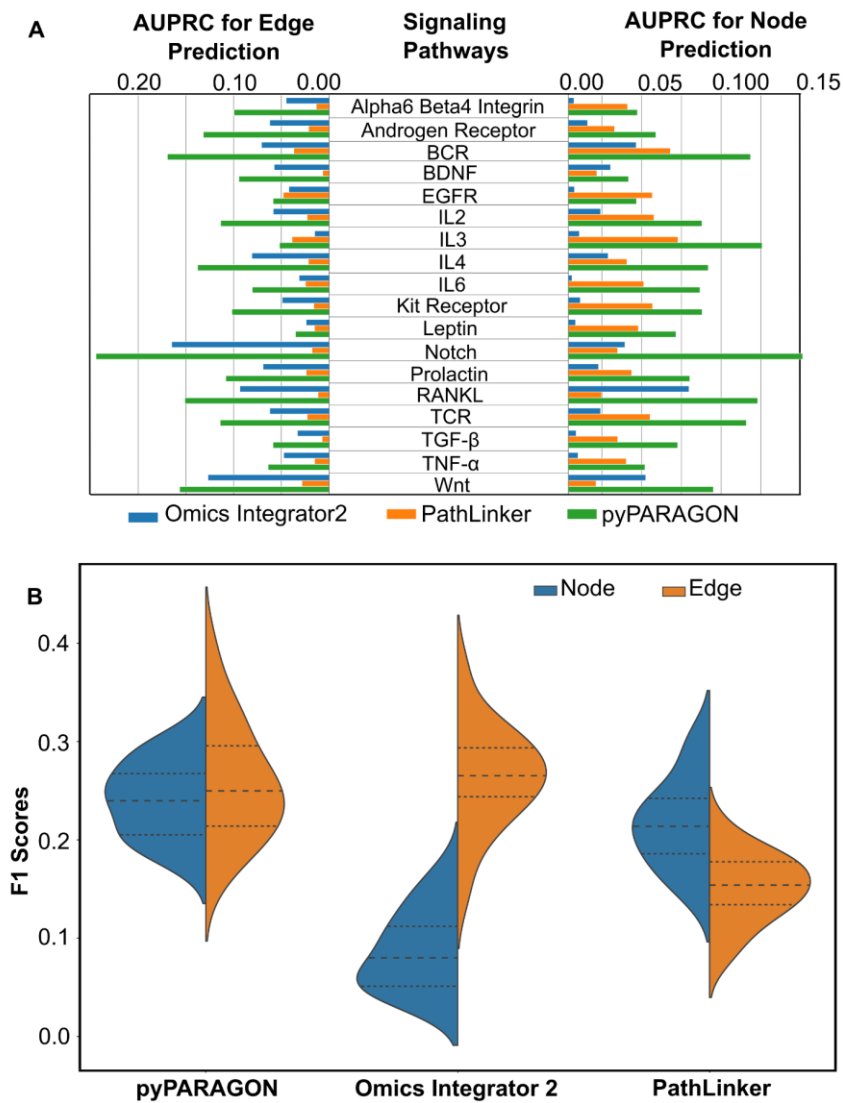 A
AUPRC for Edge
Prediction
Signaling
Pathways
AUPRC for Node
Prediction
0.20 0.10 0.00
0.00 0.05 0.100 0.15
Alpha6 Beta4 Integrin
Androgen Receptor
BCR
BDNF
EGFR
IL2
IL3
IL4
IL6
Kit Receptor
Leptin
Notch
Prolactin
RANKL
TCR
TGF-β
TNF-α
Wnt
Omics Integrator2 PathLinker pyPARAGON
B
Node Edge
F1 Scores
0.4
0.3
0.2
0.1
0.0
pyPARAGON Omics Integrator 2 PathLinker